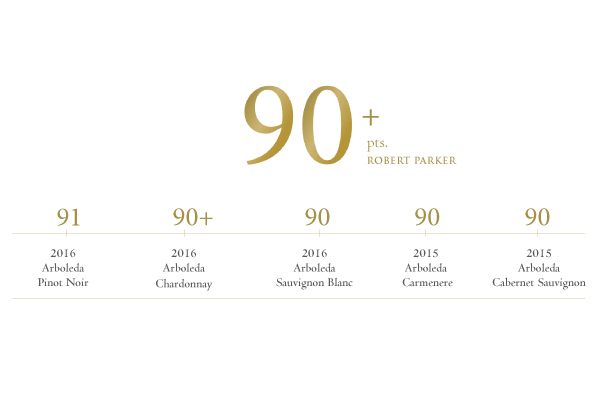 90+
pts.
ROBERT PARKER
91
90+
90
90
90
2016
Arboleda
Pinot Noir
2016
Arboleda
Chardonnay
2016
Arboleda
Sauvignon Blanc
2015
Arboleda
Carmenere
2015
Arboleda
Cabernet Sauvignon